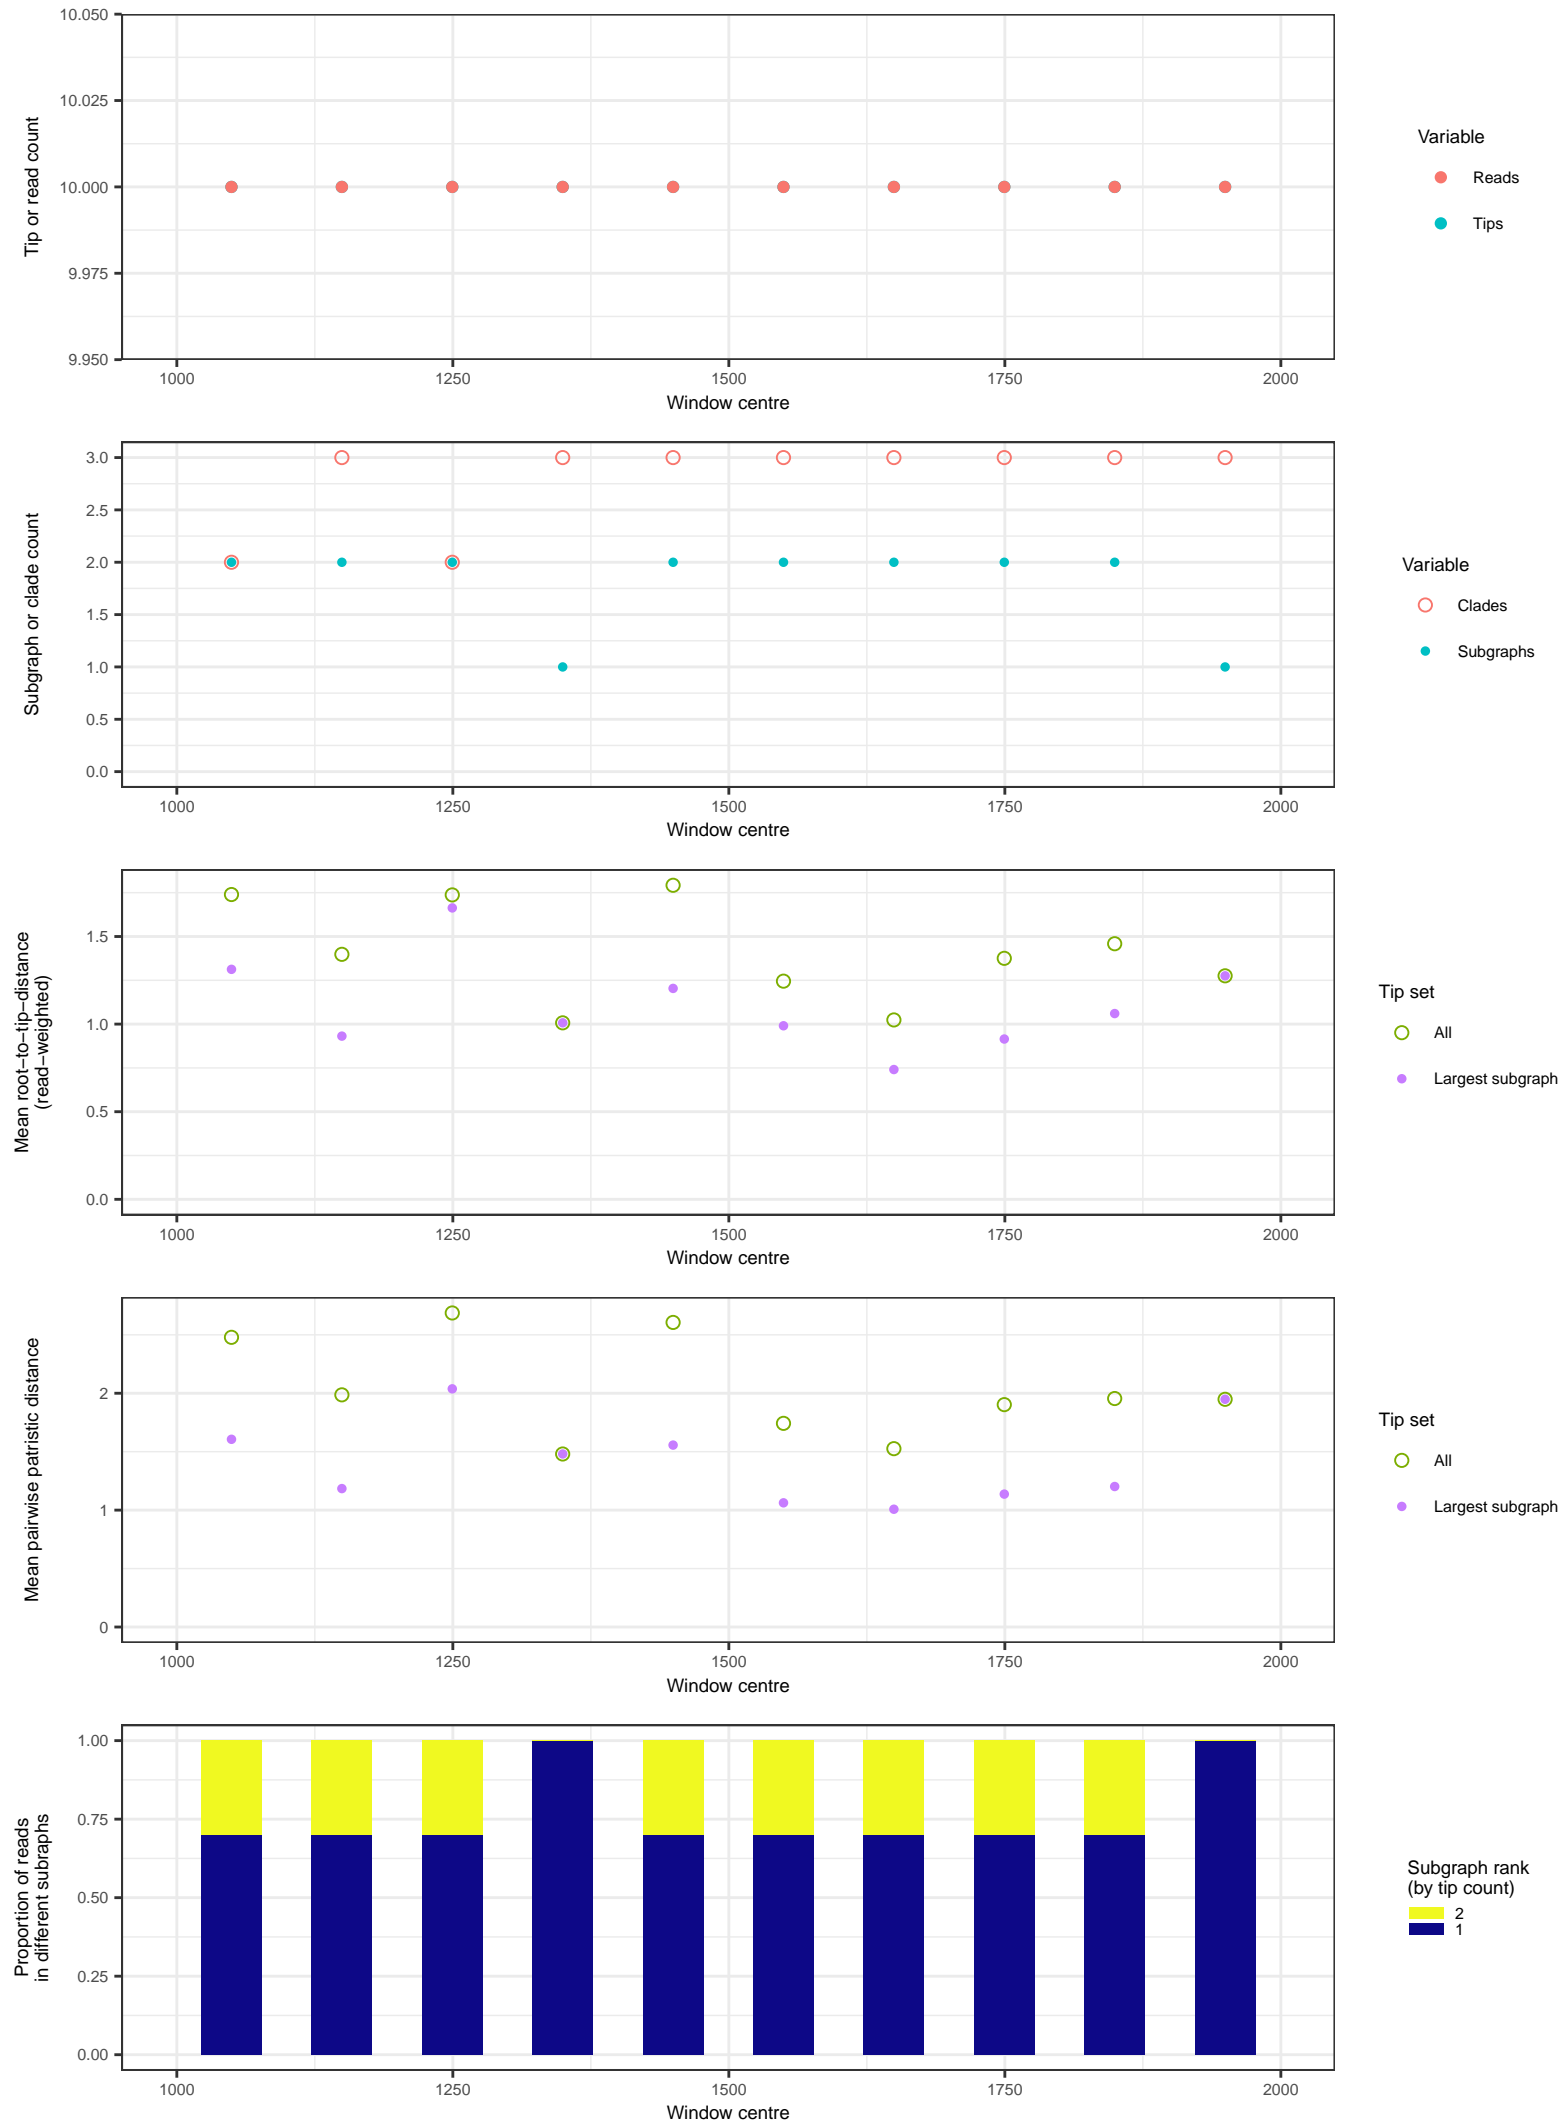 10.050
10.025
10.000
9.975
9.950
Tip or read count
1000 1250 1500 1750 2000
Window centre
Variable
Reads
Tips
3.0
2.5
2.0
1.5
1.0
0.5
0.0
Subgraph or clade count
1000 1250 1500 1750 2000
Window centre
Variable
Clades
Subgraphs
1.5
1.0
0.5
0.0
Mean root−to−tip−distance
(read−weighted)
1000 1250 1500 1750 2000
Window centre
Tip set
All
Largest subgraph
2
1
0
Mean pairwise patristic distance
1000 1250 1500 1750 2000
Window centre
Tip set
All
Largest subgraph
1.00
0.75
0.50
0.25
0.00
Proportion of reads
in different subraphs
1000 1250 1500 1750 2000
Window centre
Subgraph rank
(by tip count)
2
1